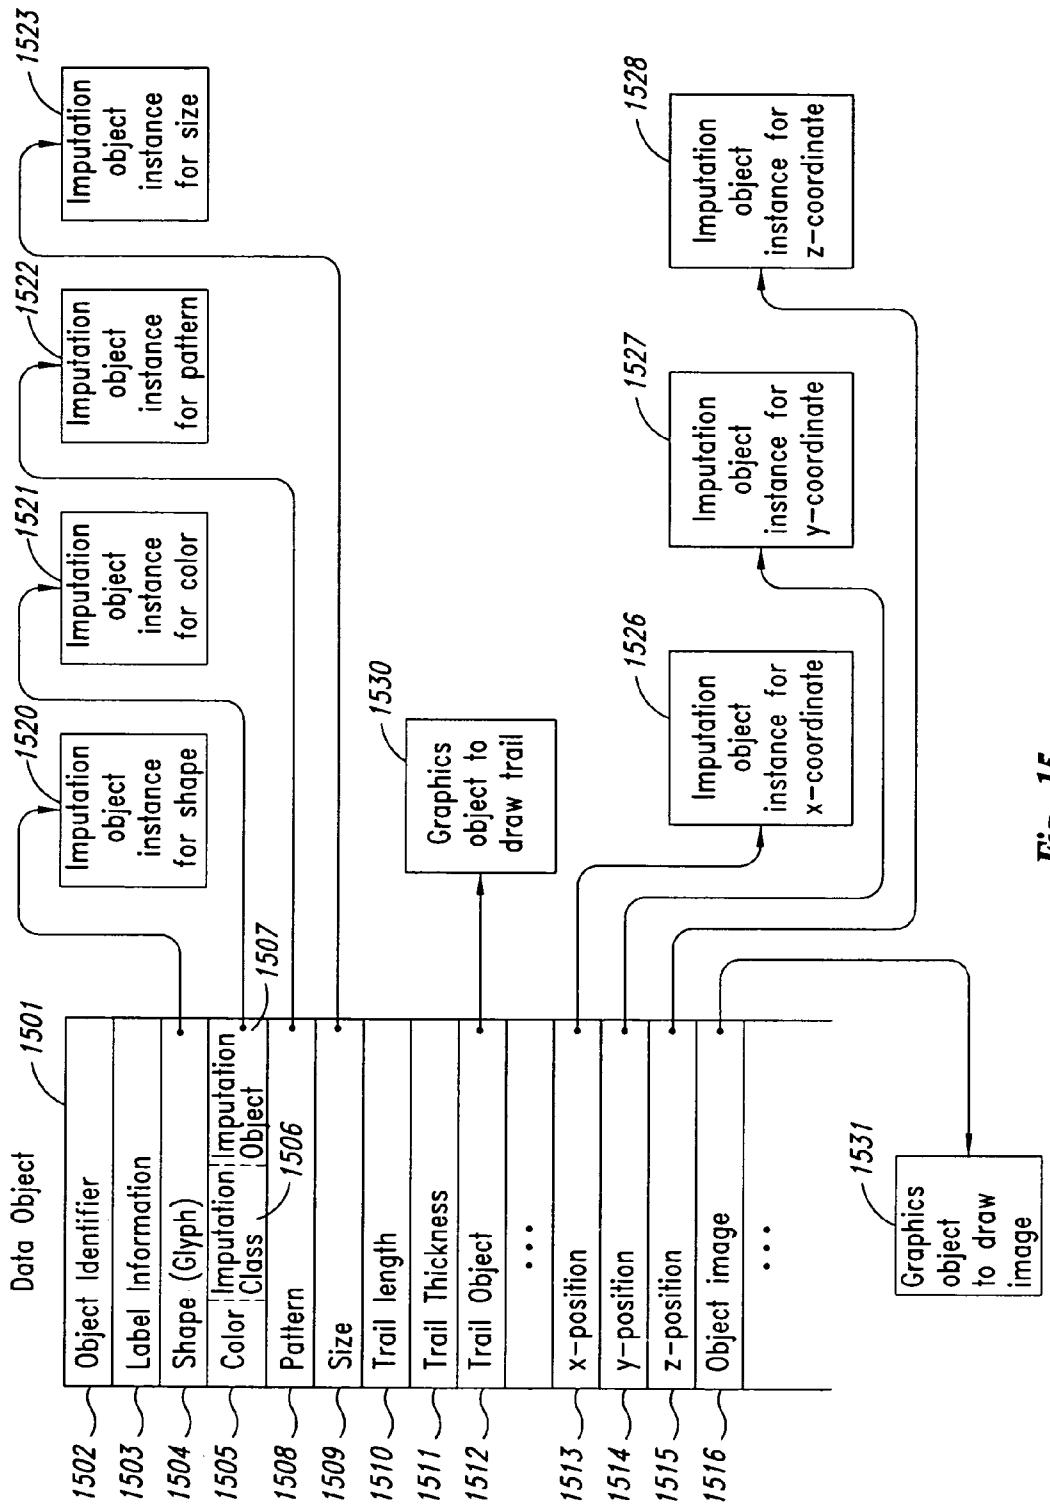 Data Object
1501
1502
Object Identifier
1503
Label Information
1504
Shape (Glyph)
1505
Color
Imputation
Class
Imputation
Object
1506
1507
1508
Pattern
1509
Size
1510
Trail length
1511
Trail Thickness
1512
Trail Object
...
1513
x-position
1514
y-position
1515
z-position
1516
Object image
...
1520
Imputation
object
instance
for shape
1521
Imputation
object
instance
for color
1522
Imputation
object
instance
for pattern
1523
Imputation
object
instance
for size
1530
Graphics
object to
draw trail
1526
Imputation
object
instance for
x-coordinate
1527
Imputation
object
instance for
y-coordinate
1528
Imputation
object
instance for
z-coordinate
1531
Graphics
object
to draw
image
Fig. 15